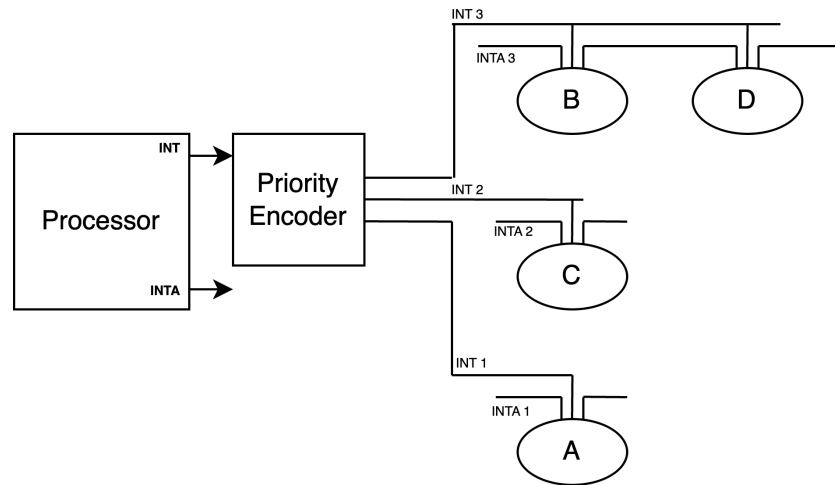 INT 3
INTA 3
B
D
INT
Priority
Encoder
INT 2
Processor
INTA 2
C
INTA
INT 1
INTA 1
A